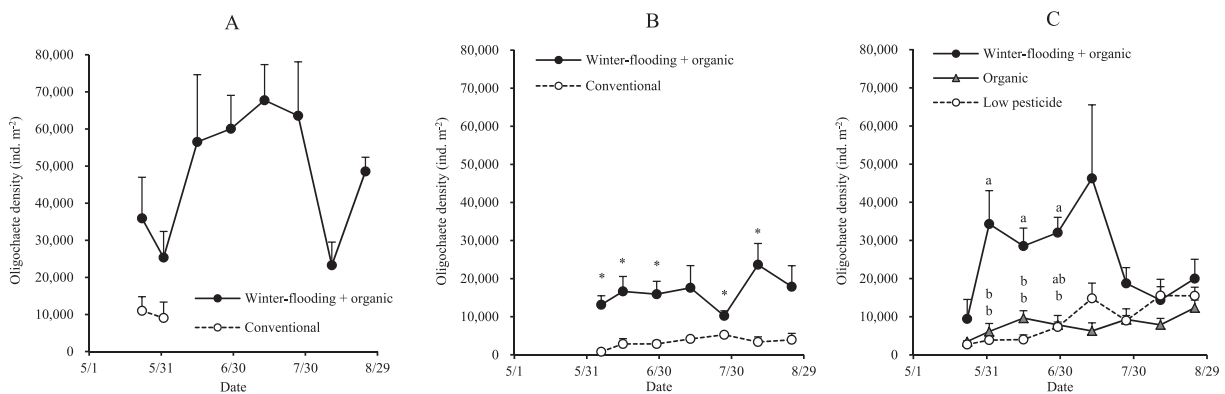 A
80,000
70,000
60,000
50,000
40,000
30,000
20,000
10,000
0
Oligochaete density (ind. m-2)
Winter-flooding + organic
Conventional
5/1
5/31
6/30
7/30
8/29
Date
B
80,000
70,000
60,000
50,000
40,000
30,000
20,000
10,000
0
Oligochaete density (ind. m-2)
Winter-flooding + organic
Conventional
* * * * *
5/1
5/31
6/30
7/30
8/29
Date
C
80,000
70,000
60,000
50,000
40,000
30,000
20,000
10,000
0
Oligochaete density (ind. m-2)
Winter-flooding + organic
Organic
Low pesticide
a
a
a
b
b
ab
b
b
b
5/1
5/31
6/30
7/30
8/29
Date